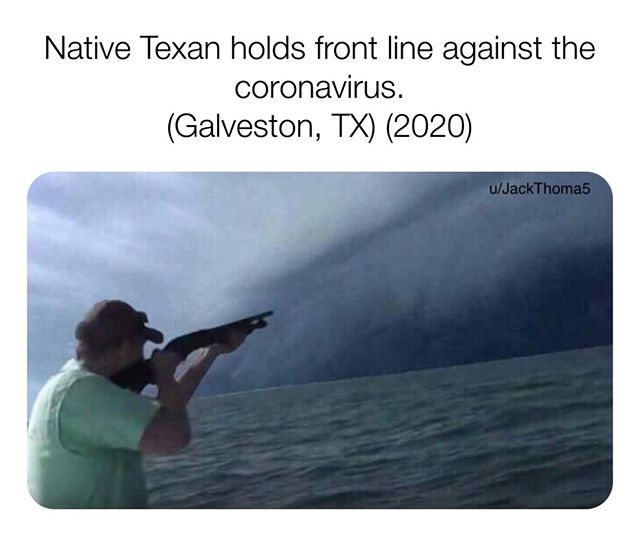 Native Texan holds front line against the
coronavirus.
(Galveston, TX) (2020)
u/JackThoma5